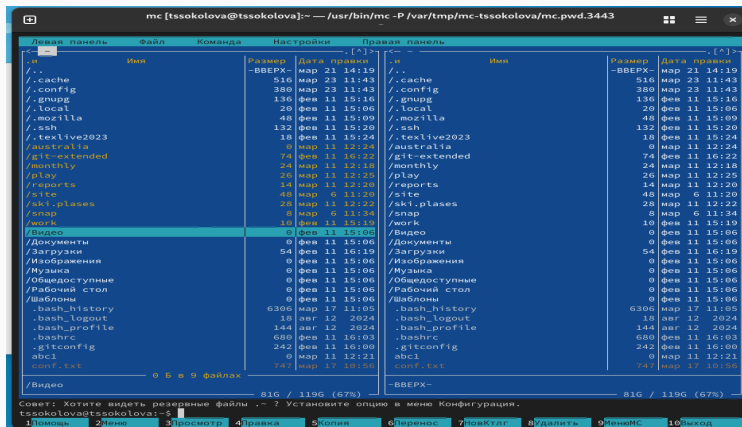 mc [tssokolova@tssokolova]:~ — /usr/bin/mc -P /var/tmp/mc-tssokolova/mc.pwd.3443
Левая панель Файл Команда Настройки Правая панель
<— ~ .[^]> <— ~ .[^]>
.и Имя Размер Дата правки .и Имя Размер Дата правки
/.. -ВВЕРХ- мар 21 14:19 /.. -ВВЕРХ- мар 21 14:19
/.cache 516 мар 23 11:43 /.cache 516 мар 23 11:43
/.config 380 мар 23 11:43 /.config 380 мар 23 11:43
/.gnupg 136 фев 11 15:16 /.gnupg 136 фев 11 15:16
/.local 20 фев 11 15:06 /.local 20 фев 11 15:06
/.mozilla 48 фев 11 15:09 /.mozilla 48 фев 11 15:09
/.ssh 132 фев 11 15:20 /.ssh 132 фев 11 15:20
/.texlive2023 18 фев 11 15:24 /.texlive2023 18 фев 11 15:24
/australia 0 мар 11 12:24 /australia 0 мар 11 12:24
/git-extended 74 фев 11 16:22 /git-extended 74 фев 11 16:22
/monthly 24 мар 11 12:18 /monthly 24 мар 11 12:18
/play 26 мар 11 12:25 /play 26 мар 11 12:25
/reports 14 мар 11 12:20 /reports 14 мар 11 12:20
/site 48 мар 6 11:20 /site 48 мар 6 11:20
/ski.plases 28 мар 11 12:22 /ski.plases 28 мар 11 12:22
/snap 8 мар 6 11:34 /snap 8 мар 6 11:34
/work 10 фев 11 15:19 /work 10 фев 11 15:19
/Видео 0 фев 11 15:06 /Видео 0 фев 11 15:06
/Документы 0 фев 11 15:06 /Документы 0 фев 11 15:06
/Загрузки 54 фев 11 16:19 /Загрузки 54 фев 11 16:19
/Изображения 0 фев 11 15:06 /Изображения 0 фев 11 15:06
/Музыка 0 фев 11 15:06 /Музыка 0 фев 11 15:06
/Общедоступные 0 фев 11 15:06 /Общедоступные 0 фев 11 15:06
/Рабочий стол 0 фев 11 15:06 /Рабочий стол 0 фев 11 15:06
/Шаблоны 0 фев 11 15:06 /Шаблоны 0 фев 11 15:06
.bash_history 6306 мар 17 11:05 .bash_history 6306 мар 17 11:05
.bash_logout 18 авг 12 2024 .bash_logout 18 авг 12 2024
.bash_profile 144 авг 12 2024 .bash_profile 144 авг 12 2024
.bashrc 680 фев 11 16:03 .bashrc 680 фев 11 16:03
.gitconfig 242 фев 11 16:00 .gitconfig 242 фев 11 16:00
abc1 0 мар 11 12:21 abc1 0 мар 11 12:21
conf.txt 747 мар 17 10:56 conf.txt 747 мар 17 10:56
0 Б в 9 файлах
/Видео -ВВЕРХ-
81G / 119G (67%) 81G / 119G (67%)
Совет: Хотите видеть резервные файлы .~ ? Установите опцию в меню Конфигурация.
tssokolova@tssokolova:~$
1Помощь 2Меню 3Просмотр 4Правка 5Копия 6Перенос 7НовКтлг 8Удалить 9МенюMC 10Выход